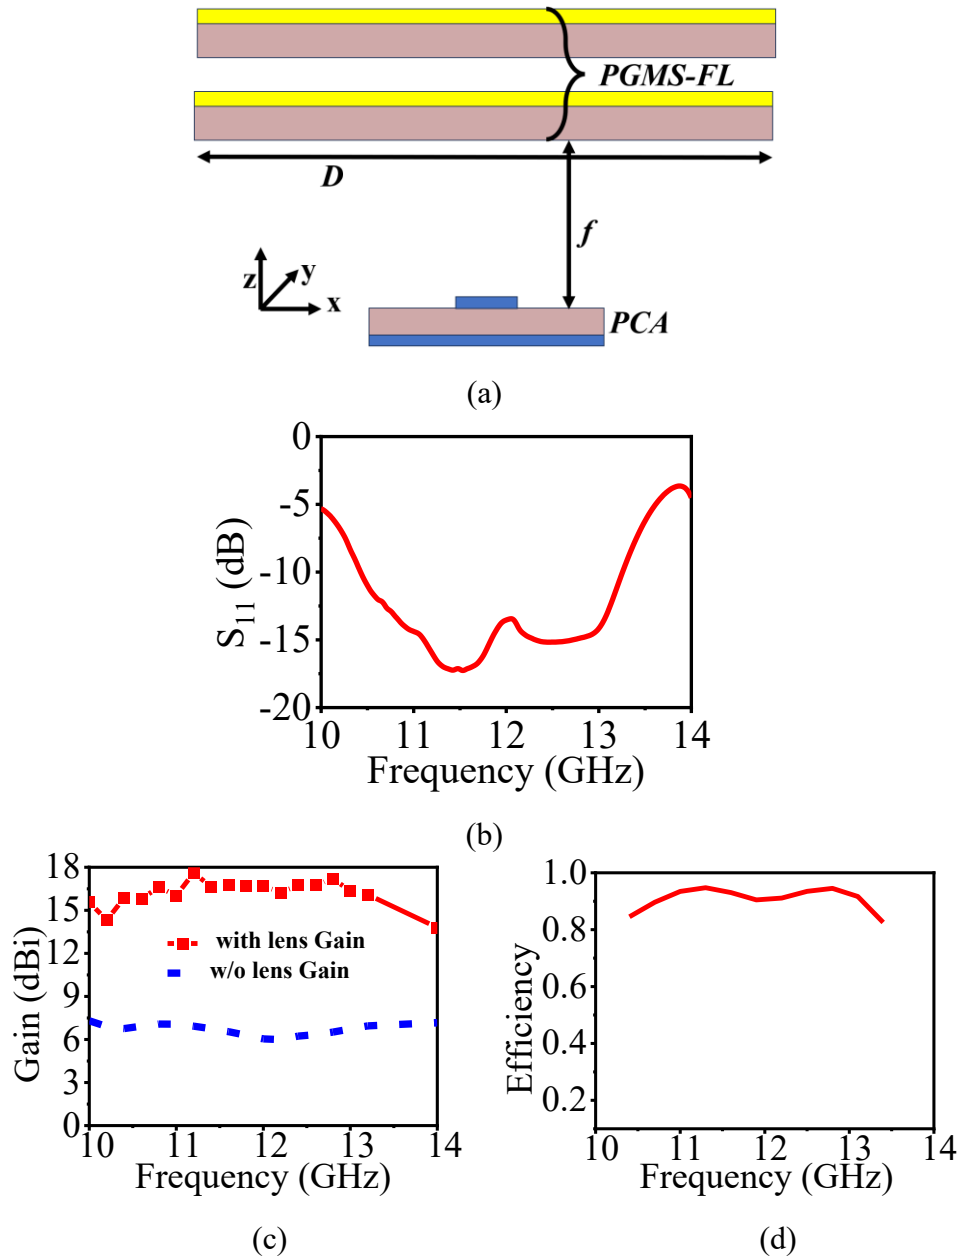 PGMS-FL
D
f
z
y
x
PCA
(a)
0
-5
-10
-15
-20
S11 (dB)
10 11 12 13 14
Frequency (GHz)
(b)
18
15
12
9
6
3
0
Gain (dBi)
with lens Gain
w/o lens Gain
10 11 12 13 14
Frequency (GHz)
(c)
1.0
0.8
0.6
0.4
0.2
Efficiency
10 11 12 13 14
Frequency (GHz)
(d)